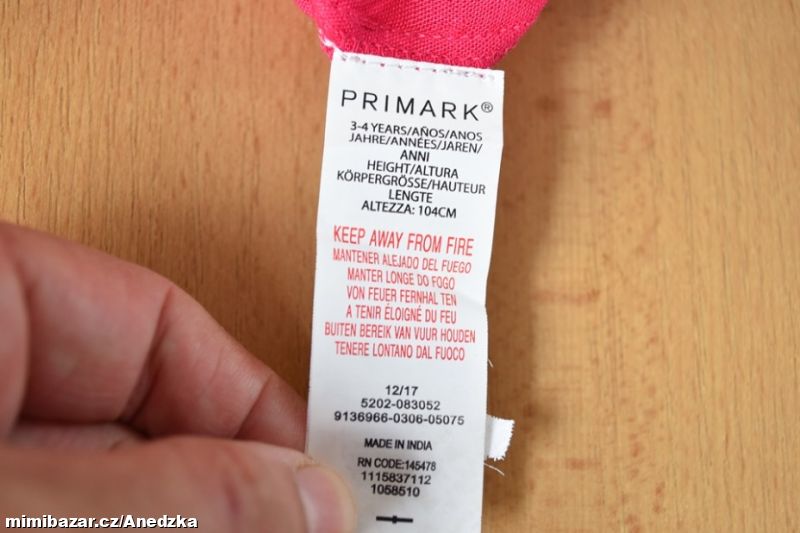 PRIMARK®
3-4 YEARS/AÑOS/ANOS
JAHRE/ANNÉES/JAREN/
ANNI
HEIGHT/ALTURA
KÖRPERGRÖSSE/HAUTEUR
LENGTE
ALTEZZA: 104CM
KEEP AWAY FROM FIRE
MANTENER ALEJADO DEL FUEGO
MANTER LONGE DO FOGO
VON FEUER FERNHAL TEN
A TENIR ÉLOIGNÉ DU FEU
BUITEN BEREIK VAN VUUR HOUDEN
TENERE LONTANO DAL FUOCO
12/17
5202-083052
9136966-0306-05075
MADE IN INDIA
RN CODE:145478
1115837112
1058510
mimibazar.cz/Anedzka